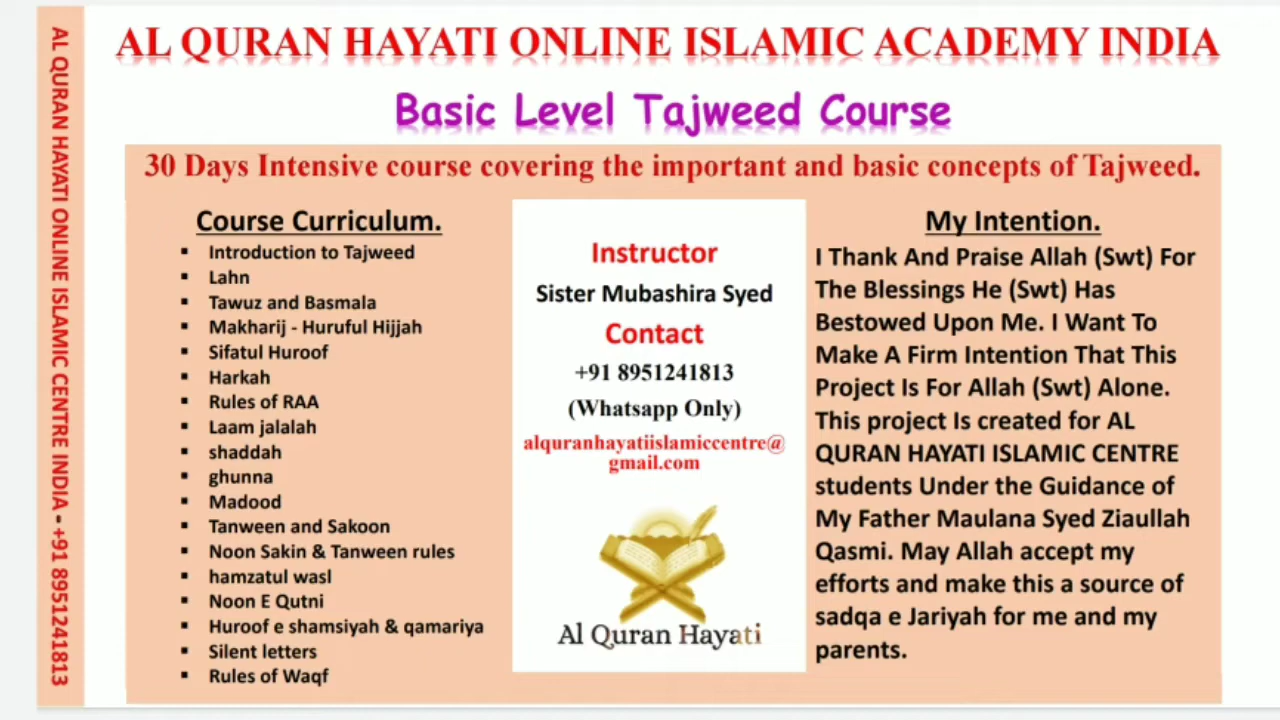 AL QURAN HAYATI ONLINE ISLAMIC CENTRE INDIA - +91 8951241813
AL QURAN HAYATI ONLINE ISLAMIC ACADEMY INDIA
Basic Level Tajweed Course
30 Days Intensive course covering the important and basic concepts of Tajweed.
Course Curriculum.
▪ Introduction to Tajweed
▪ Lahn
▪ Tawuz and Basmala
▪ Makharij - Huruful Hijjah
▪ Sifatul Huroof
▪ Harkah
▪ Rules of RAA
▪ Laam jalalah
▪ shaddah
▪ ghunna
▪ Madood
▪ Tanween and Sakoon
▪ Noon Sakin & Tanween rules
▪ hamzatul wasl
▪ Noon E Qutni
▪ Huroof e shamsiyah & qamariya
▪ Silent letters
▪ Rules of Waqf
Instructor
Sister Mubashira Syed
Contact
+91 8951241813
(Whatsapp Only)
alquranhayatiislamiccentre@
gmail.com
Al Quran Hayati
My Intention.
I Thank And Praise Allah (Swt) For
The Blessings He (Swt) Has
Bestowed Upon Me. I Want To
Make A Firm Intention That This
Project Is For Allah (Swt) Alone.
This project Is created for AL
QURAN HAYATI ISLAMIC CENTRE
students Under the Guidance of
My Father Maulana Syed Ziaullah
Qasmi. May Allah accept my
efforts and make this a source of
sadqa e Jariyah for me and my
parents.